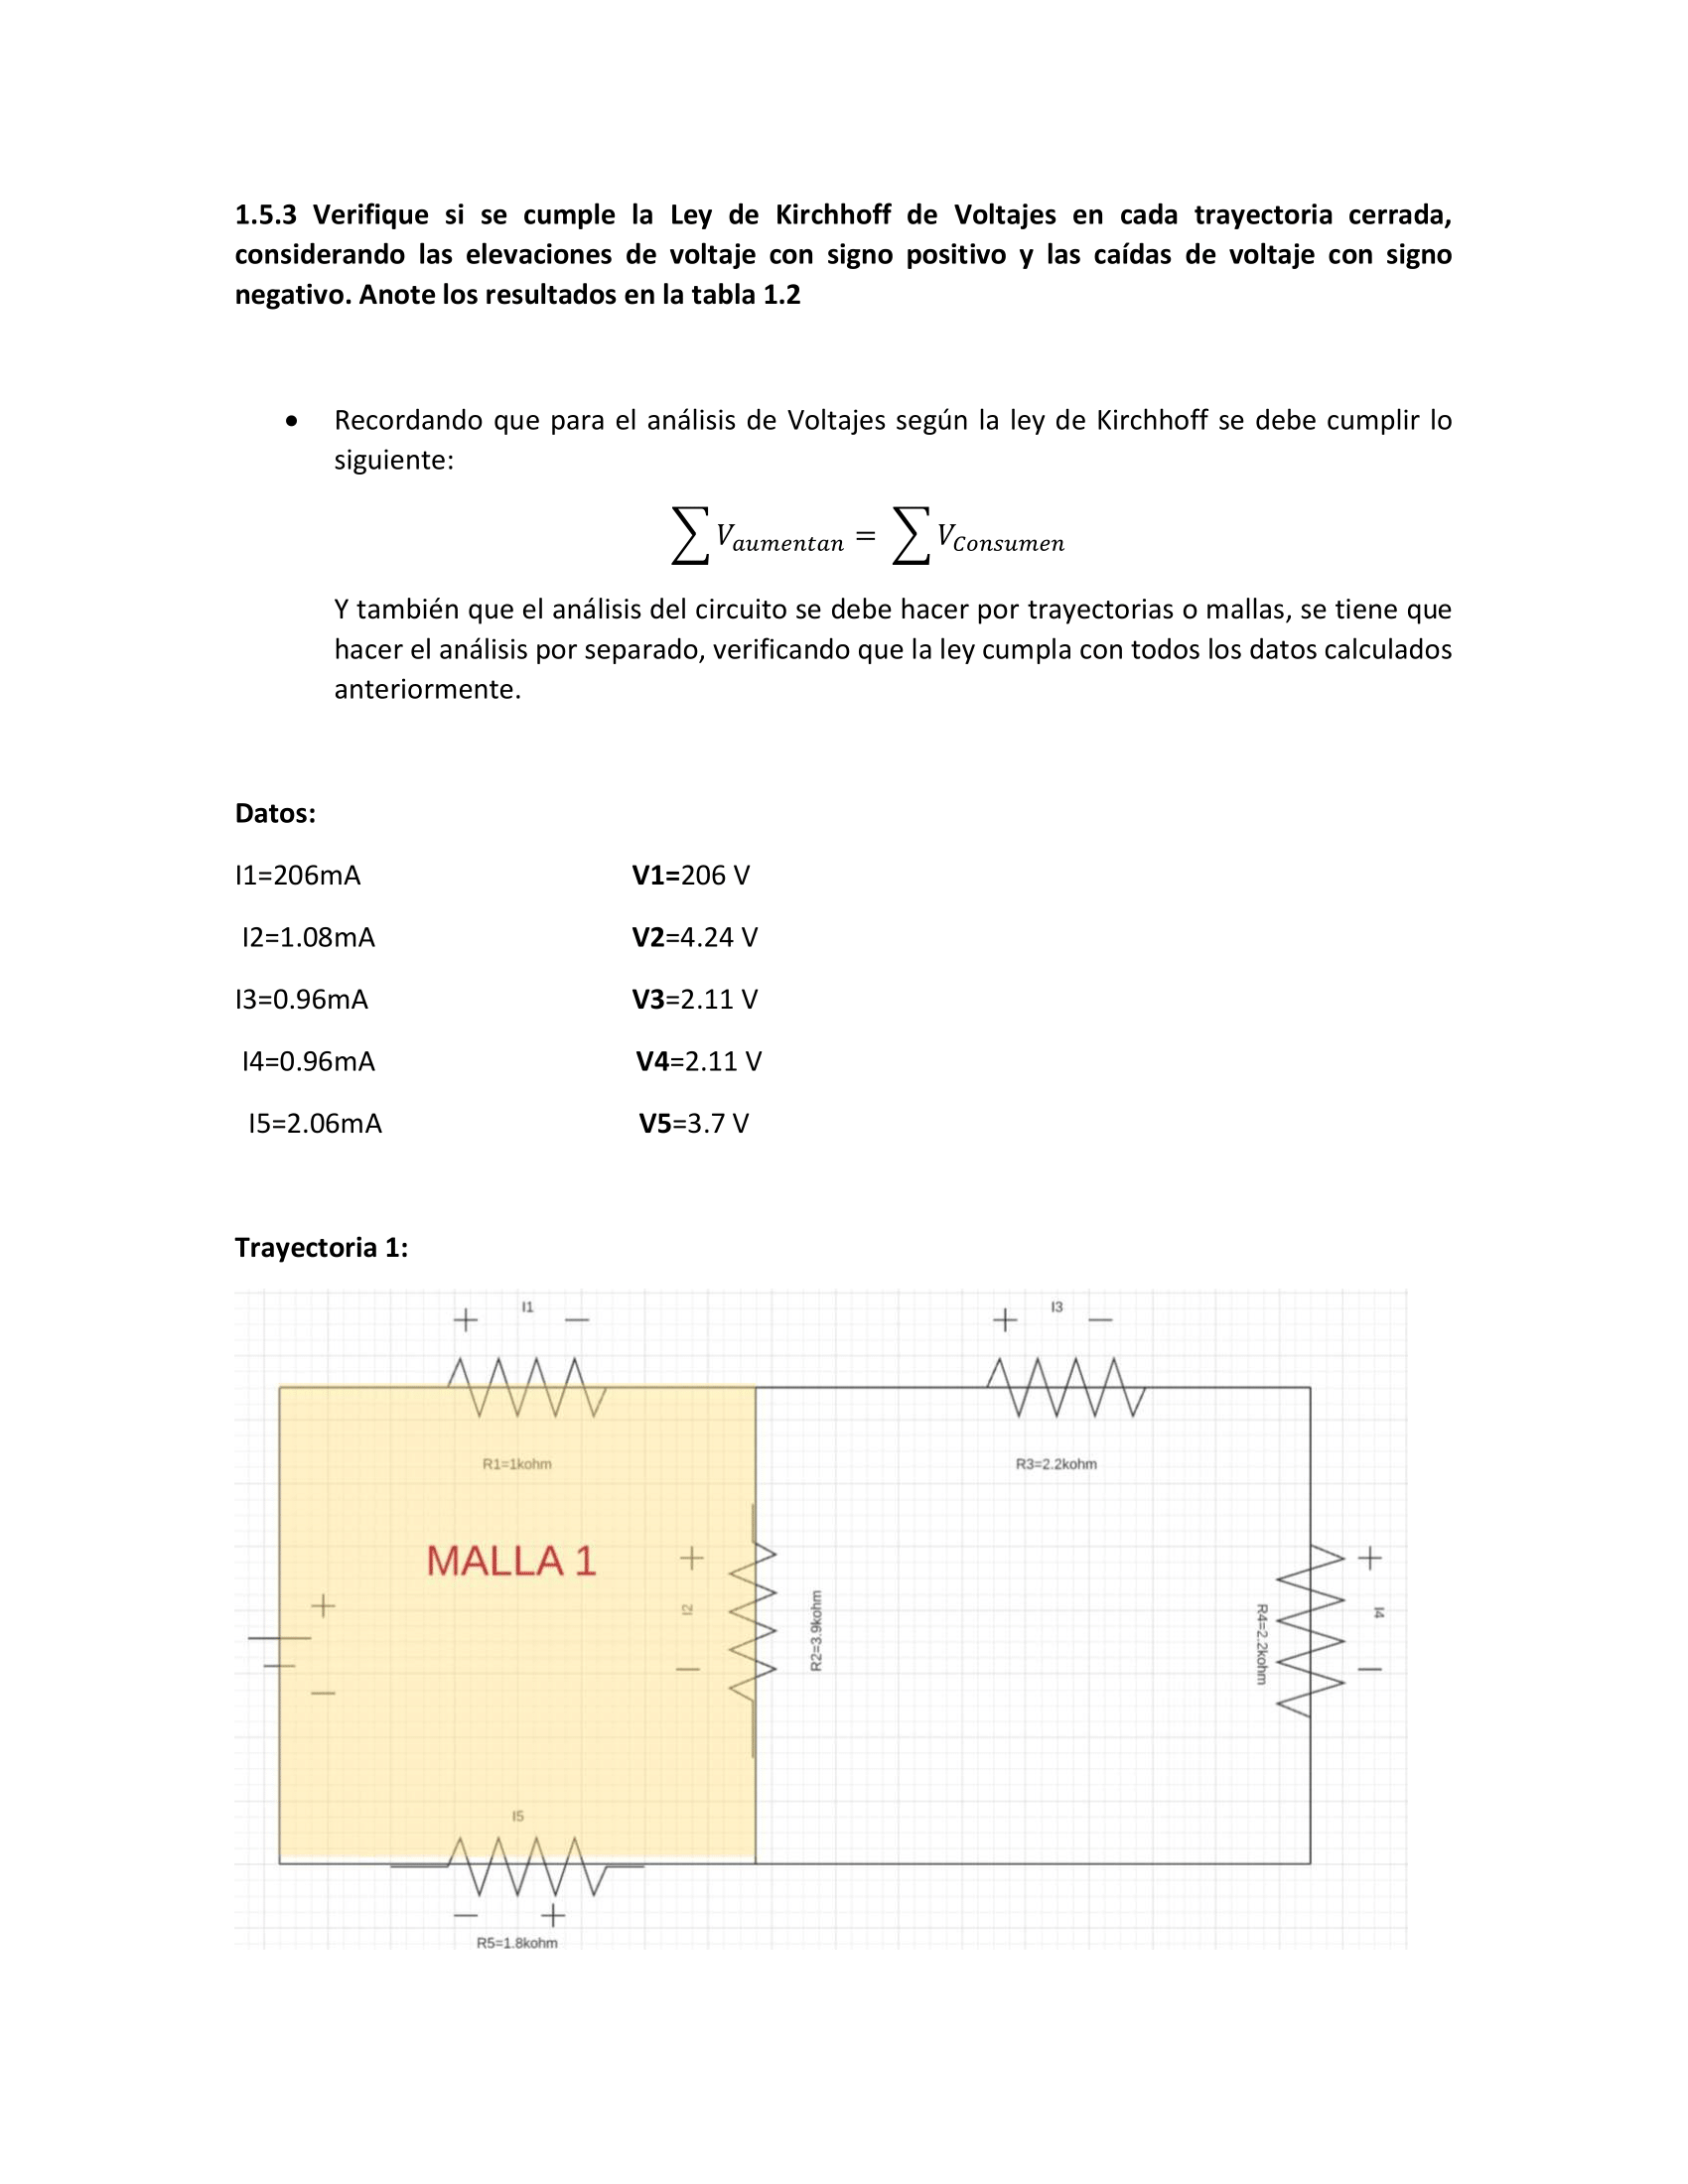 1.5.3 Verifique si se cumple la Ley de Kirchhoff de Voltajes en cada trayectoria cerrada,
considerando las elevaciones de voltaje con signo positivo y las caídas de voltaje con signo
negativo. Anote los resultados en la tabla 1.2
• Recordando que para el análisis de Voltajes según la ley de Kirchhoff se debe cumplir lo
siguiente:
∑ V_aumentan = ∑ V_Consumen
Y también que el análisis del circuito se debe hacer por trayectorias o mallas, se tiene que
hacer el análisis por separado, verificando que la ley cumpla con todos los datos calculados
anteriormente.
Datos:
I1=206mA V1=206 V
I2=1.08mA V2=4.24 V
I3=0.96mA V3=2.11 V
I4=0.96mA V4=2.11 V
I5=2.06mA V5=3.7 V
Trayectoria 1:
+ I1 − + I3 −
R1=1kohm R3=2.2kohm
MALLA 1
+
I2
−
R2=3.9kohm
R4=2.2kohm
+
I4
−
+
−
I5
− +
R5=1.8kohm